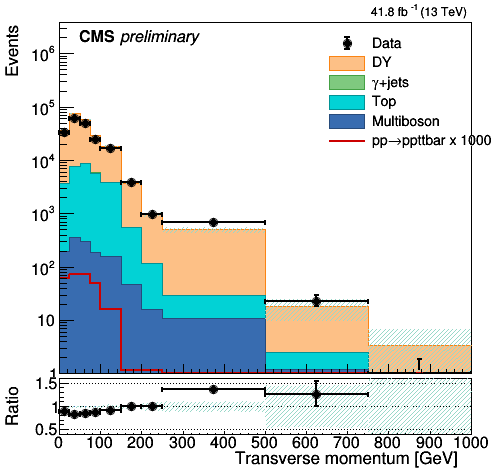 41.8 fb⁻¹ (13 TeV)
CMS preliminary
Data
DY
γ+jets
Top
Multiboson
pp→ppttbar x 1000
Events
10⁶
10⁵
10⁴
10³
10²
10
1
Ratio
1.5
1
0.5
0 100 200 300 400 500 600 700 800 900 1000
Transverse momentum [GeV]